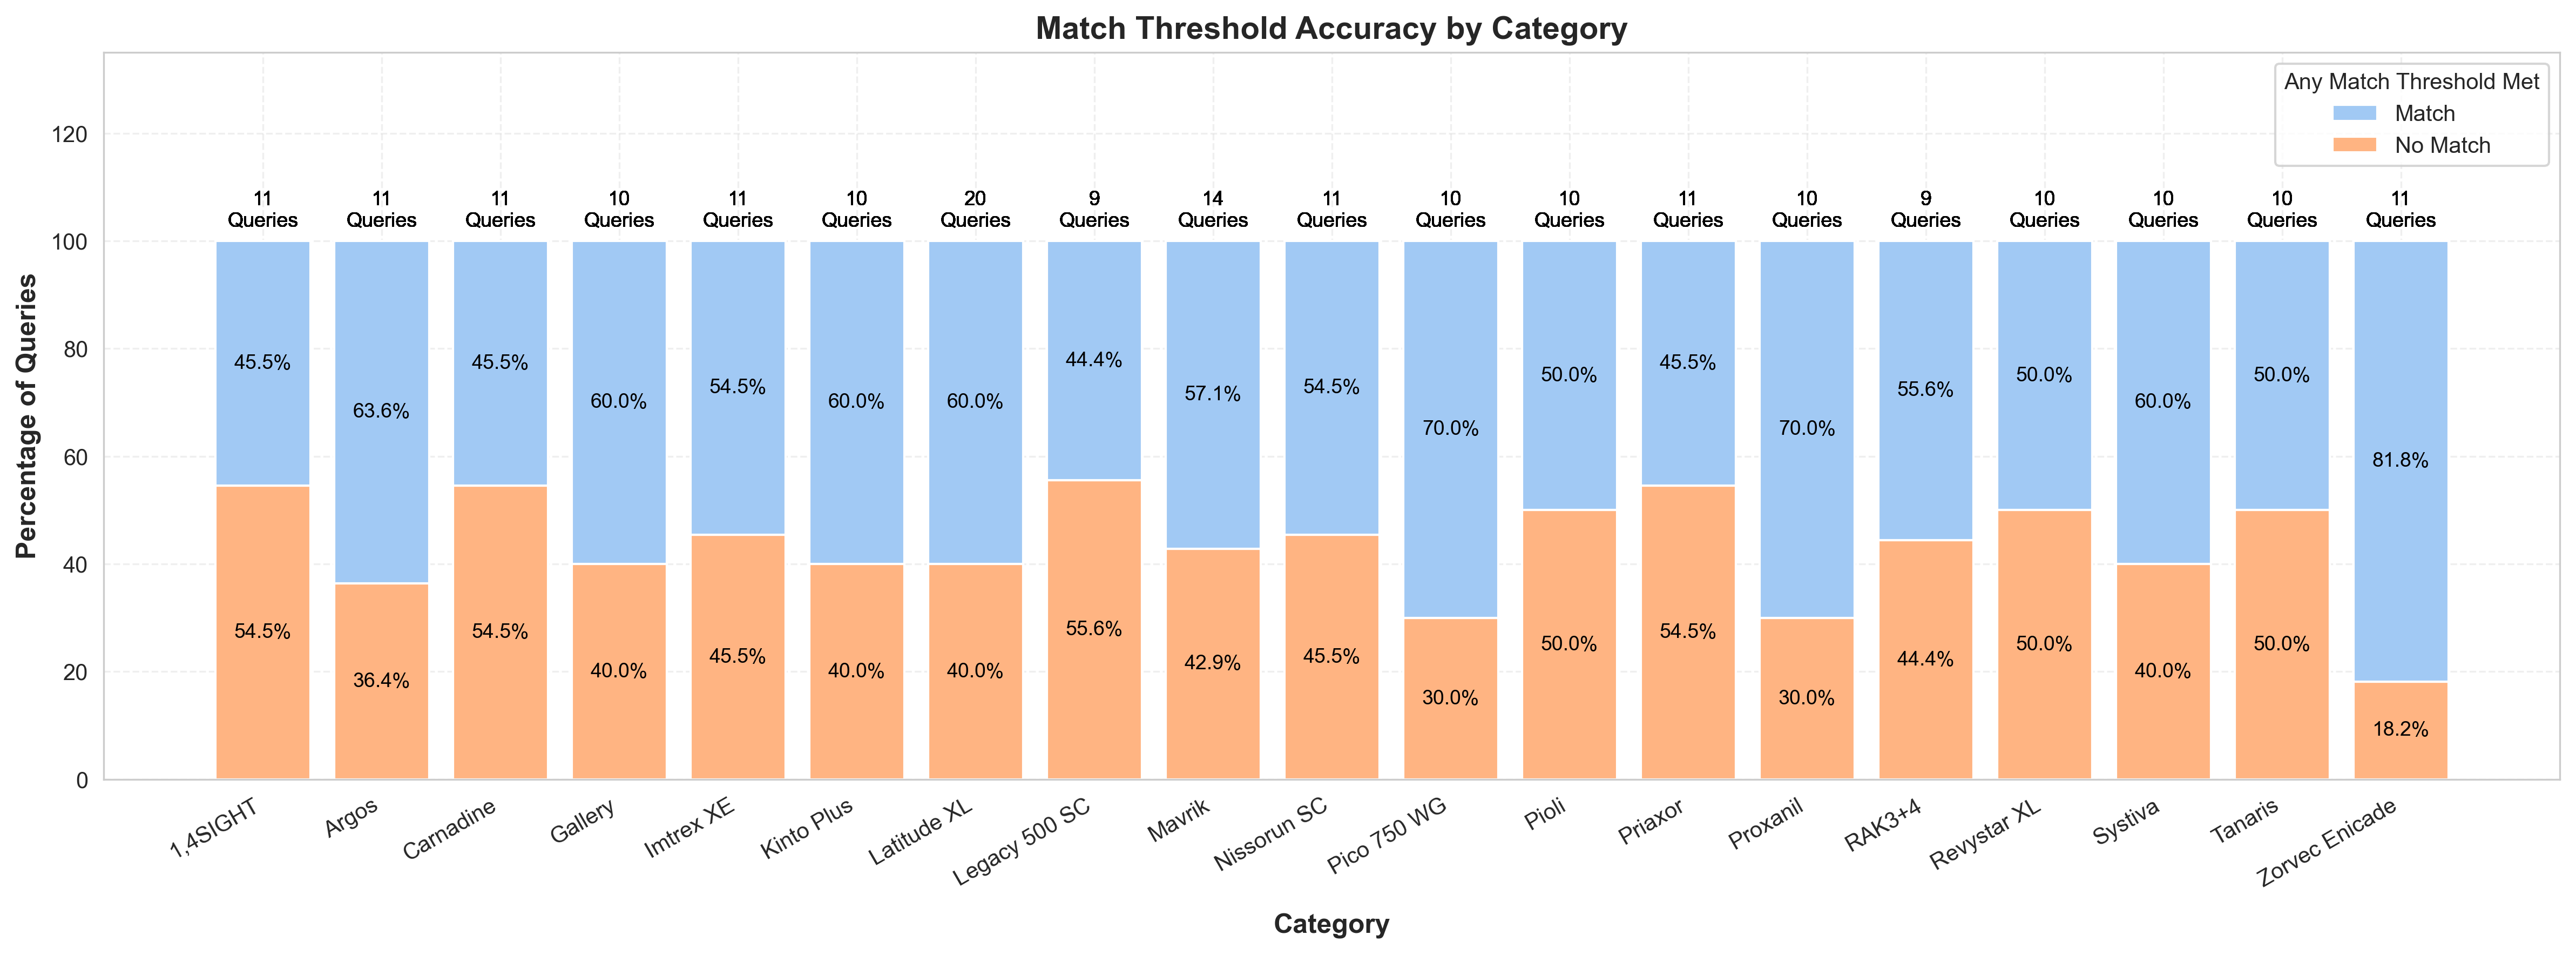 Match Threshold Accuracy by Category
Any Match Threshold Met
Match
No Match
Percentage of Queries
120
100
80
60
40
20
0
11
Queries
11
Queries
11
Queries
10
Queries
11
Queries
10
Queries
20
Queries
9
Queries
14
Queries
11
Queries
10
Queries
10
Queries
11
Queries
10
Queries
9
Queries
10
Queries
10
Queries
10
Queries
11
Queries
45.5%
63.6%
45.5%
60.0%
54.5%
60.0%
60.0%
44.4%
57.1%
54.5%
70.0%
50.0%
45.5%
70.0%
55.6%
50.0%
60.0%
50.0%
81.8%
54.5%
36.4%
54.5%
40.0%
45.5%
40.0%
40.0%
55.6%
42.9%
45.5%
30.0%
50.0%
54.5%
30.0%
44.4%
50.0%
40.0%
50.0%
18.2%
1,4SIGHT
Argos
Carnadine
Gallery
Imtrex XE
Kinto Plus
Latitude XL
Legacy 500 SC
Mavrik
Nissorun SC
Pico 750 WG
Pioli
Priaxor
Proxanil
RAK3+4
Revystar XL
Systiva
Tanaris
Zorvec Enicade
Category